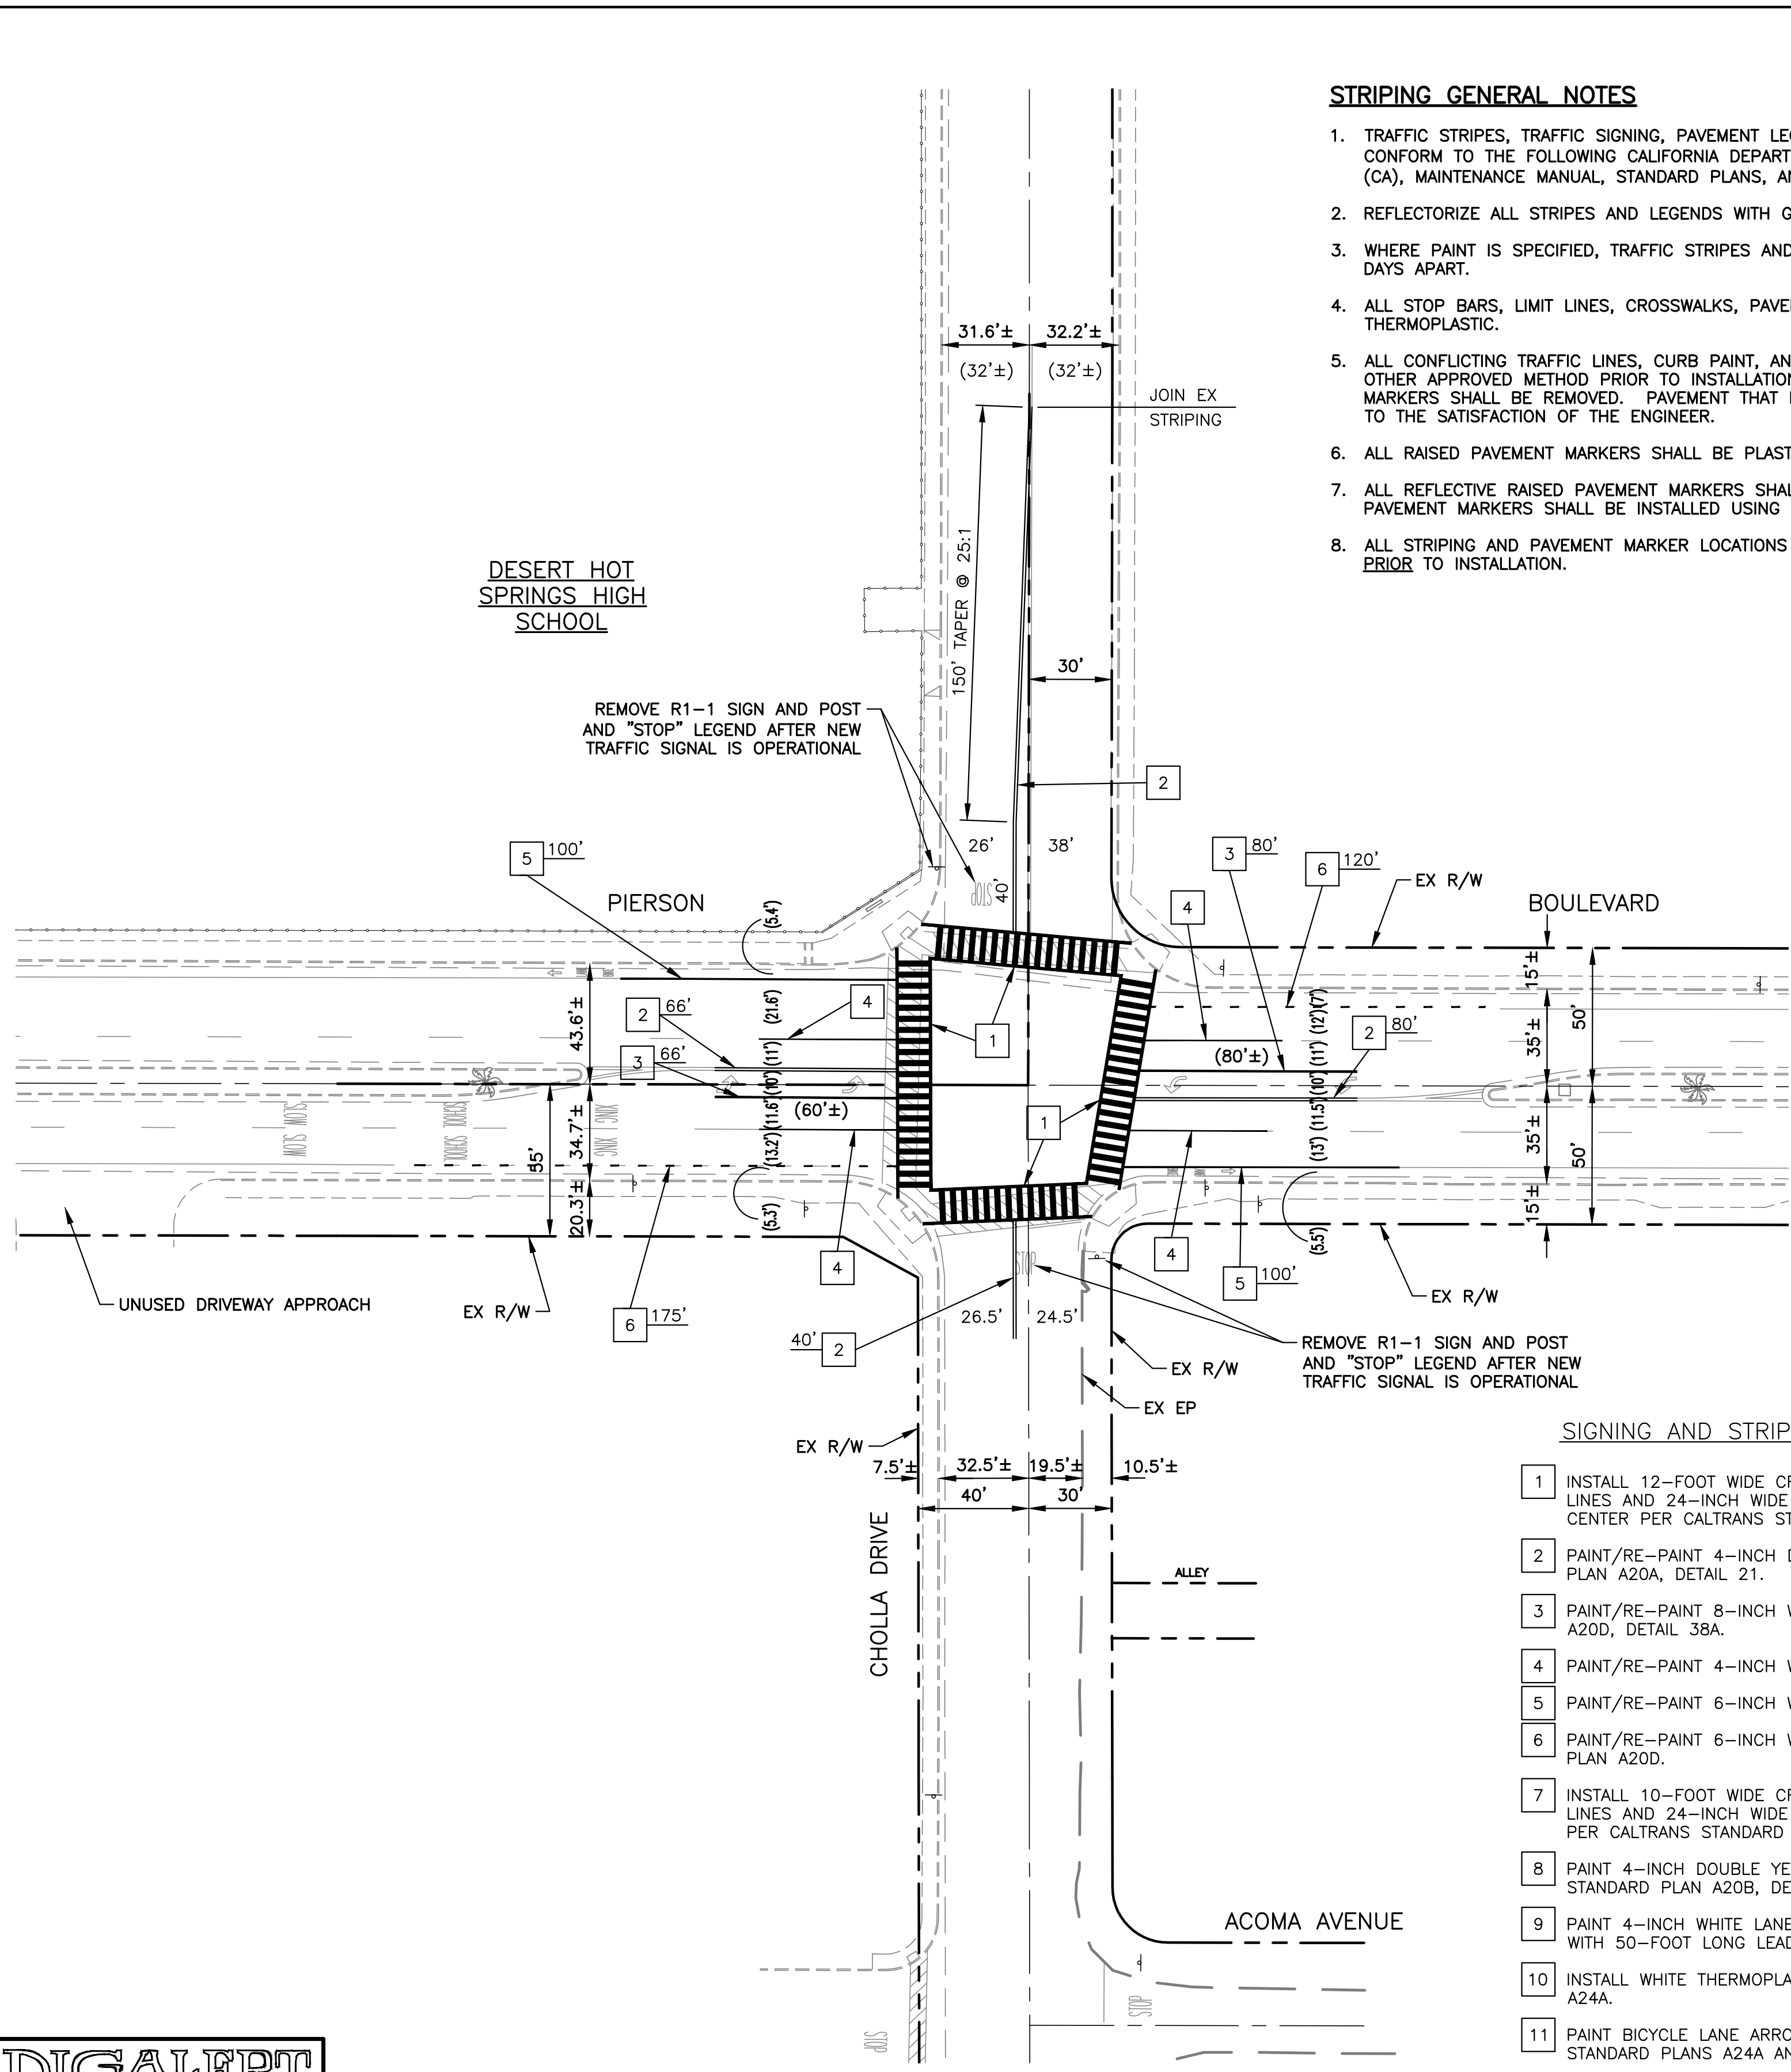 STRIPING GENERAL NOTES
1. TRAFFIC STRIPES, TRAFFIC SIGNING, PAVEMENT
CONFORM TO THE FOLLOWING CALIFORNIA
(CA), MAINTENANCE MANUAL, STANDARD PLANS,
2. REFLECTORIZE ALL STRIPES AND LEGENDS WITH
3. WHERE PAINT IS SPECIFIED, TRAFFIC STRIPES AND
DAYS APART.
4. ALL STOP BARS, LIMIT LINES, CROSSWALKS,
THERMOPLASTIC.
5. ALL CONFLICTING TRAFFIC LINES, CURB PAINT,
OTHER APPROVED METHOD PRIOR TO
MARKERS SHALL BE REMOVED. PAVEMENT THAT
TO THE SATISFACTION OF THE ENGINEER.
6. ALL RAISED PAVEMENT MARKERS SHALL BE
7. ALL REFLECTIVE RAISED PAVEMENT MARKERS
PAVEMENT MARKERS SHALL BE INSTALLED USING
8. ALL STRIPING AND PAVEMENT MARKER LOCATIONS
PRIOR TO INSTALLATION.
31.6'± 32.2'±
(32'±) (32'±)
JOIN EX
STRIPING
150' TAPER @ 25:1
DESERT HOT
SPRINGS HIGH
SCHOOL
30'
REMOVE R1-1 SIGN AND POST
AND "STOP" LEGEND AFTER NEW
TRAFFIC SIGNAL IS OPERATIONAL
2
26' 38'
40'
STOP
5 100'
3 80'
6 120'
EX R/W
PIERSON
BOULEVARD
4
(5.4')
43.6'±
2 66'
3 66'
(21.6')
(11')
(10')
(11.6')
(13.2')
(5.3')
4
1
(60'±)
4
(80'±)
(7')
(12')
(11')
(10')
(11.5')
(13')
(5.5')
2 80'
15'±
35'±
50'
35'±
50'
15'±
1
SLOW SLOW
SCHOOL SCHOOL
XING XING
55'
34.7'±
20.3'±
4
4
5 100'
STOP
UNUSED DRIVEWAY APPROACH
EX R/W
6 175'
40' 2
26.5' 24.5'
EX R/W
REMOVE R1-1 SIGN AND POST
AND "STOP" LEGEND AFTER NEW
TRAFFIC SIGNAL IS OPERATIONAL
EX R/W
EX EP
EX R/W
7.5'± 32.5'± 19.5'± 10.5'±
40' 30'
CHOLLA DRIVE
ALLEY
ACOMA AVENUE
STOP
STOP
SIGNING AND
1 INSTALL 12-FOOT WIDE
LINES AND 24-INCH WIDE
CENTER PER CALTRANS
2 PAINT/RE-PAINT 4-INCH
PLAN A20A, DETAIL 21.
3 PAINT/RE-PAINT 8-INCH
A20D, DETAIL 38A.
4 PAINT/RE-PAINT 4-INCH
5 PAINT/RE-PAINT 6-INCH
6 PAINT/RE-PAINT 6-INCH
PLAN A20D.
7 INSTALL 10-FOOT WIDE
LINES AND 24-INCH WIDE
PER CALTRANS STANDARD
8 PAINT 4-INCH DOUBLE
STANDARD PLAN A20B,
9 PAINT 4-INCH WHITE LANE
WITH 50-FOOT LONG
10 INSTALL WHITE
A24A.
11 PAINT BICYCLE LANE
STANDARD PLANS A24A
DIGALERT